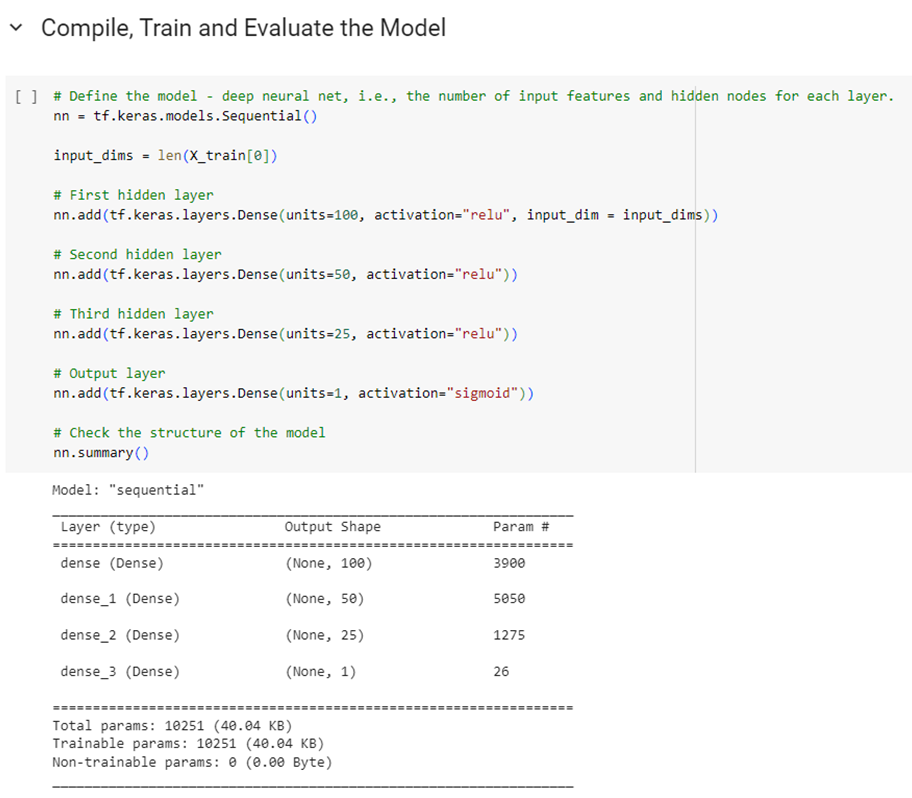 Compile, Train and Evaluate the Model
[ ] # Define the model - deep neural net, i.e., the number of input features and hidden nodes for each layer.
nn = tf.keras.models.Sequential()
input_dims = len(X_train[0])
# First hidden layer
nn.add(tf.keras.layers.Dense(units=100, activation="relu", input_dim = input_dims))
# Second hidden layer
nn.add(tf.keras.layers.Dense(units=50, activation="relu"))
# Third hidden layer
nn.add(tf.keras.layers.Dense(units=25, activation="relu"))
# Output layer
nn.add(tf.keras.layers.Dense(units=1, activation="sigmoid"))
# Check the structure of the model
nn.summary()
Model: "sequential"
_________________________________________________________________
Layer (type) Output Shape Param #
=================================================================
dense (Dense) (None, 100) 3900
dense_1 (Dense) (None, 50) 5050
dense_2 (Dense) (None, 25) 1275
dense_3 (Dense) (None, 1) 26
=================================================================
Total params: 10251 (40.04 KB)
Trainable params: 10251 (40.04 KB)
Non-trainable params: 0 (0.00 Byte)
_________________________________________________________________